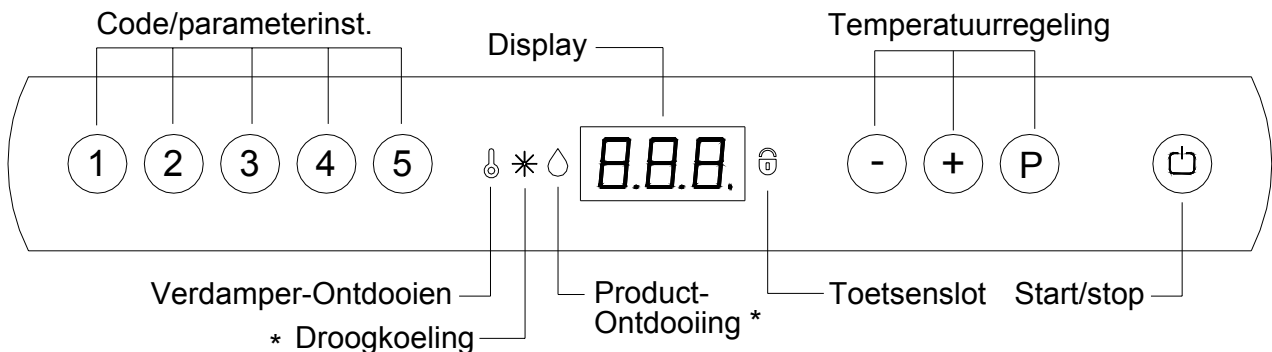 Code/parameterinst.
Display
Temperatuurregeling
1 2 3 4 5
8.8.8.
- + P
Verdamper-Ontdooien
* Droogkoeling
Product-
Ontdooiing *
Toetsenslot
Start/stop